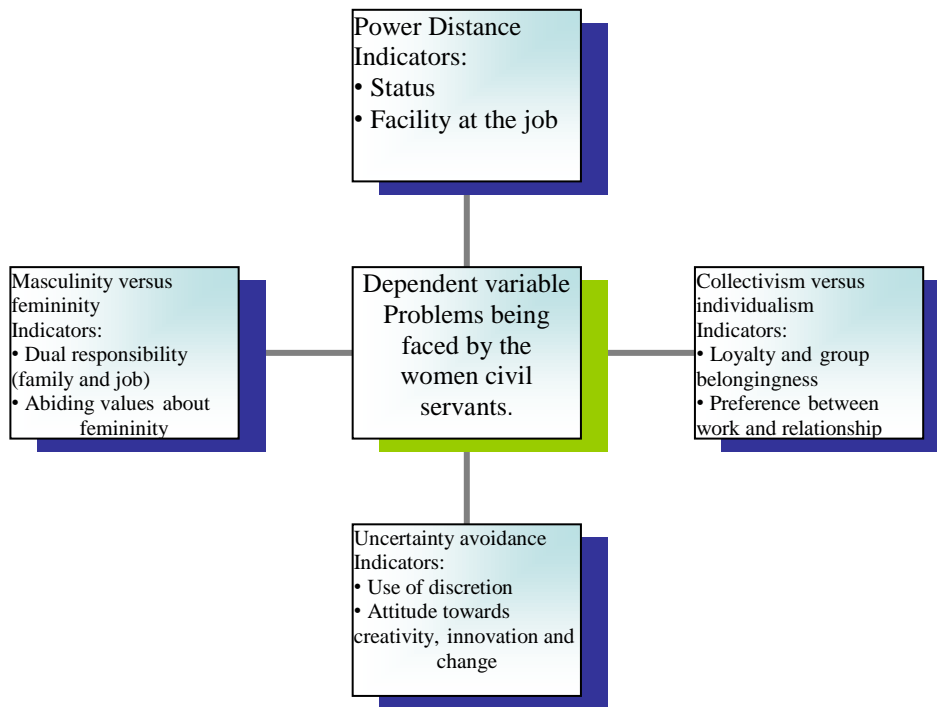 Power Distance
Indicators:
• Status
• Facility at the job
Masculinity versus
femininity
Indicators:
• Dual responsibility
(family and job)
• Abiding values about
femininity
Dependent variable
Problems being
faced by the
women civil
servants.
Collectivism versus
individualism
Indicators:
• Loyalty and group
belongingness
• Preference between
work and relationship
Uncertainty avoidance
Indicators:
• Use of discretion
• Attitude towards
creativity, innovation and
change